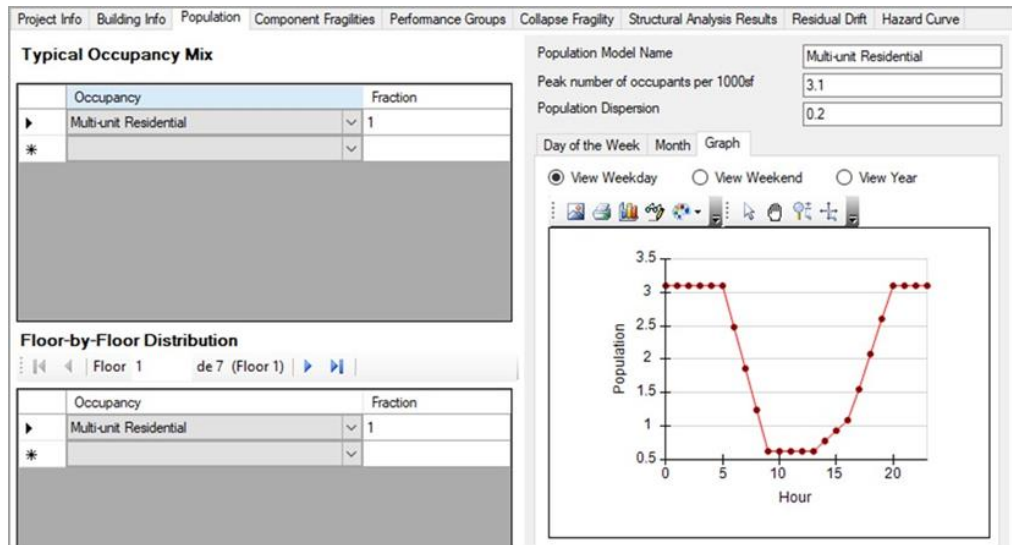 Project Info Building Info Population Component Fragilities Performance Groups Collapse Fragility Structural Analysis Results Residual Drift Hazard Curve
Typical Occupancy Mix
Occupancy Fraction
Multi-unit Residential 1
Floor-by-Floor Distribution
Floor 1 de 7 (Floor 1)
Occupancy Fraction
Multi-unit Residential 1
Population Model Name Multi-unit Residential
Peak number of occupants per 1000sf 3.1
Population Dispersion 0.2
Day of the Week Month Graph
View Weekday View Weekend View Year
3.5
3
2.5
2
1.5
1
0.5
Population
0 5 10 15 20
Hour